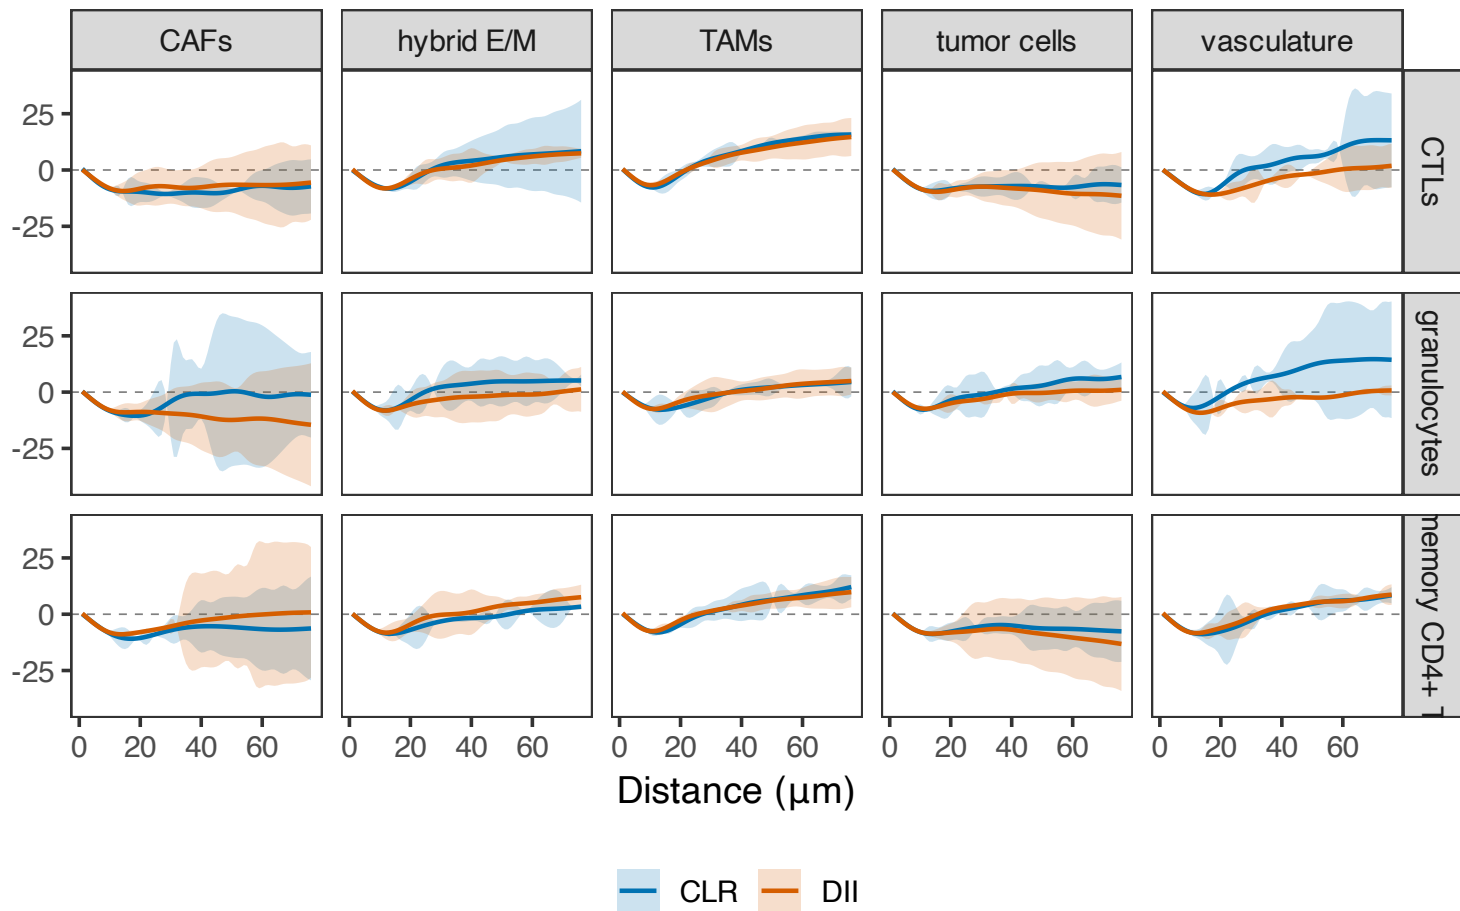 CAFs hybrid E/M TAMs tumor cells vasculature
25
0
-25
CTLs
25
0
-25
granulocytes
25
0
-25
memory CD4+ T
0 20 40 60 0 20 40 60 0 20 40 60 0 20 40 60 0 20 40 60
Distance (µm)
CLR DII